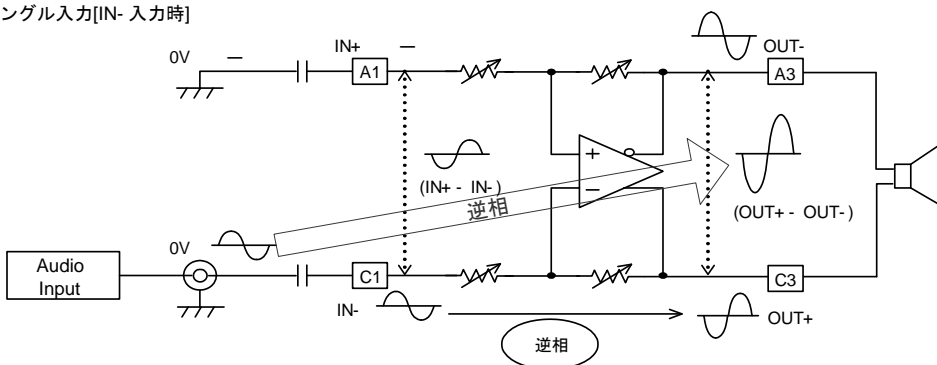 ングル入力[IN- 入力時]
0V
IN+
A1
OUT-
A3
(IN+ - IN-)
逆相
(OUT+ - OUT-)
Audio
Input
0V
C1
IN-
逆相
C3
OUT+